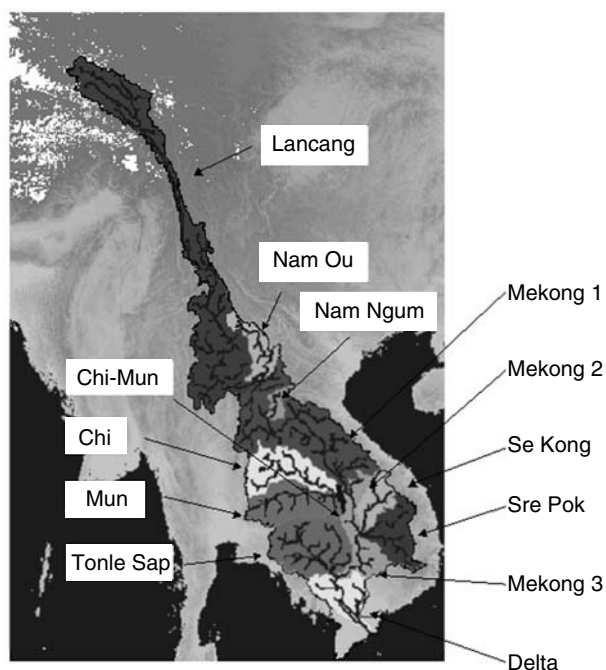 Lancang
Nam Ou
Nam Ngum
Mekong 1
Chi-Mun
Mekong 2
Chi
Se Kong
Mun
Sre Pok
Tonle Sap
Mekong 3
Delta